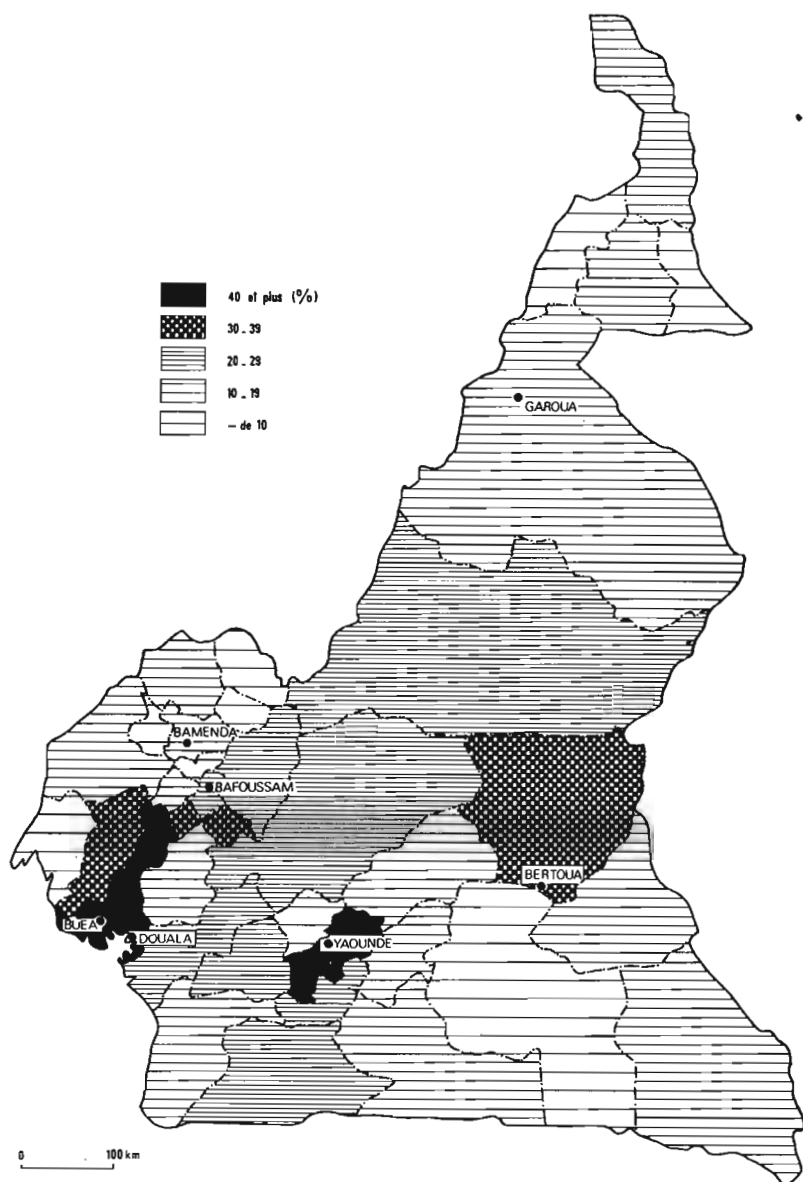 40 et plus (%)
30 _ 39
20 _ 29
10 _ 19
— de 10
GAROUA
BAMENDA
BAFOUSSAM
BERTOUA
BUEA
DOUALA
YAOUNDE
0 100 km